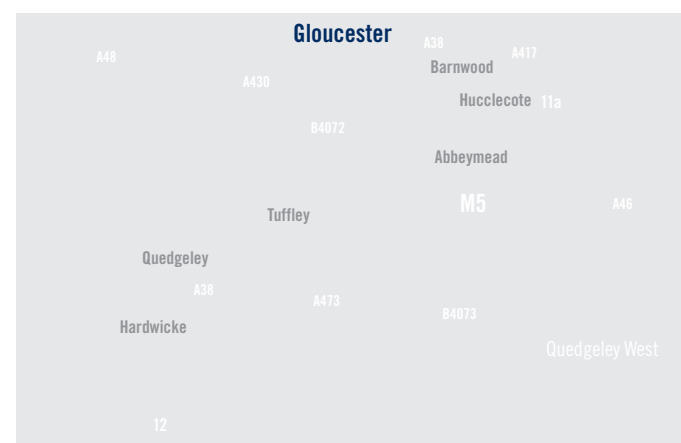 Gloucester
A38
A417
A48
Barnwood
A430
Hucclecote 11a
B4072
Abbeymead
M5
A46
Tuffley
Quedgeley
A38
A473
B4073
Hardwicke
Quedgeley West
12